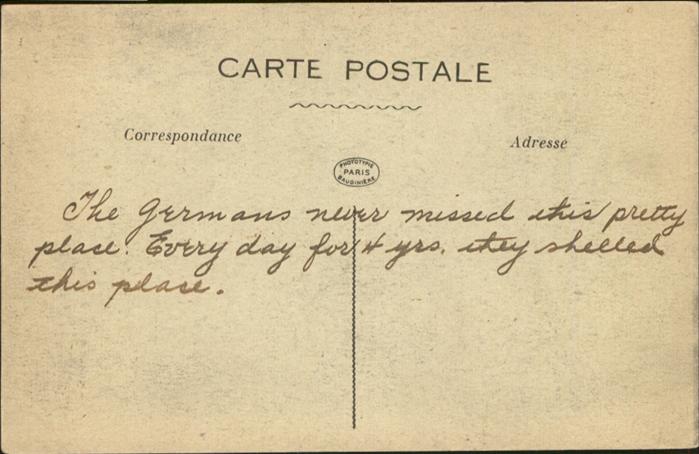 CARTE POSTALE
Correspondance
Adresse
PHOTOTYPIE
PARIS
BAUDINIÈRE
The Germans never missed this pretty
place. Every day for 4 yrs. they shelled
this place.